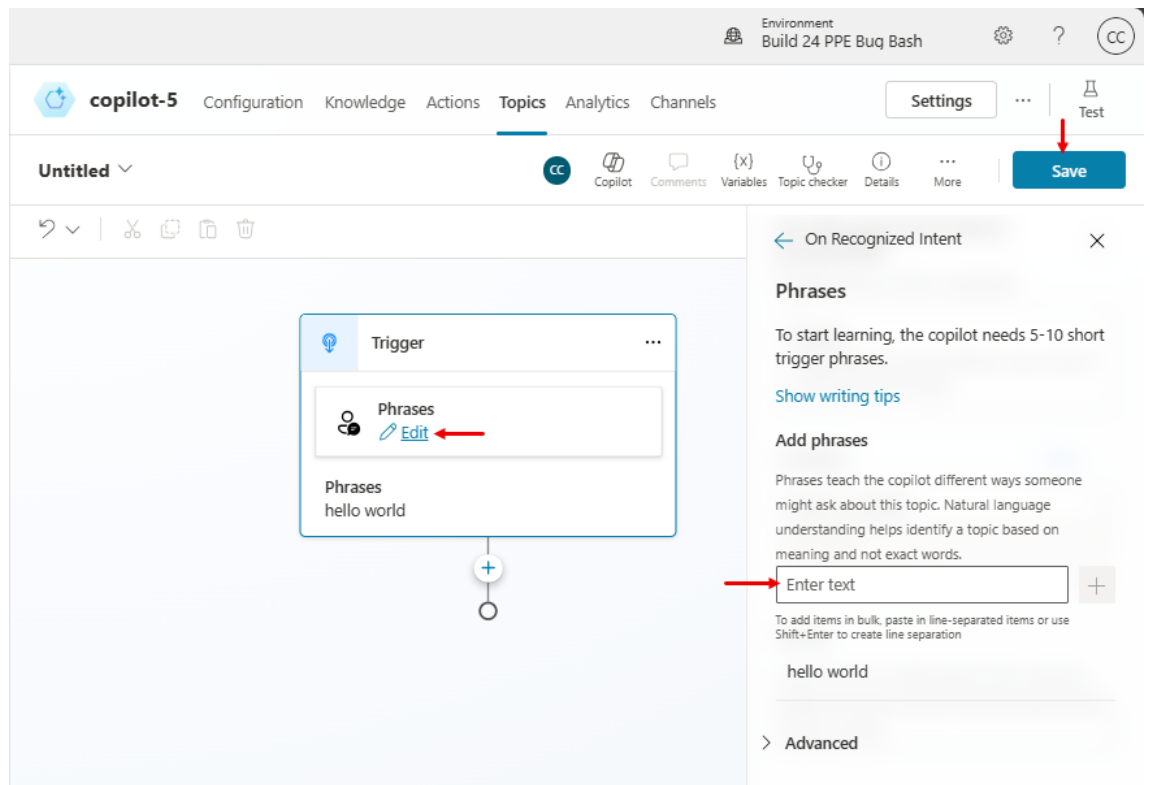 Environment
Build 24 PPE Bug Bash
?
CC
copilot-5
Configuration
Knowledge
Actions
Topics
Analytics
Channels
Settings
...
Test
Untitled
CC
Copilot
Comments
{x}
Variables
Topic checker
Details
...
More
Save
On Recognized Intent
Phrases
To start learning, the copilot needs 5-10 short
trigger phrases.
Show writing tips
Add phrases
Phrases teach the copilot different ways someone
might ask about this topic. Natural language
understanding helps identify a topic based on
meaning and not exact words.
Enter text
To add items in bulk, paste in line-separated items or use
Shift+Enter to create line separation
hello world
Advanced
Trigger
...
Phrases
Edit
Phrases
hello world